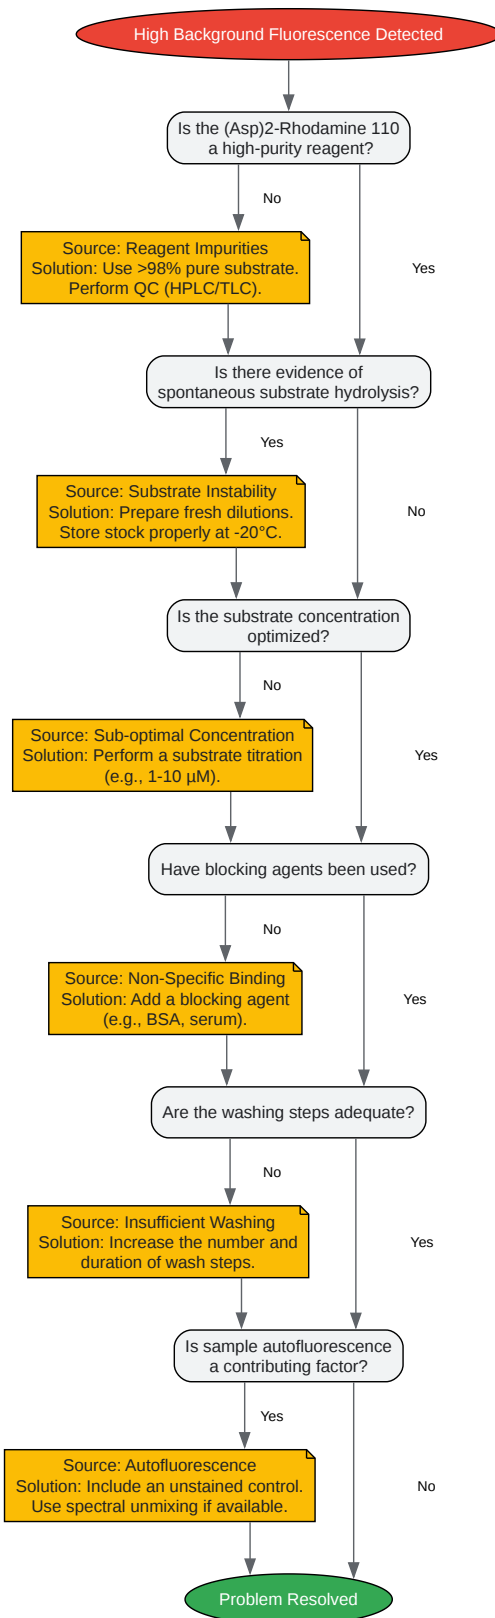 High Background Fluorescence Detected
Is the (Asp)2-Rhodamine 110
a high-purity reagent?
No
Source: Reagent Impurities
Solution: Use >98% pure substrate.
Perform QC (HPLC/TLC).
Yes
Is there evidence of
spontaneous substrate hydrolysis?
Yes
Source: Substrate Instability
Solution: Prepare fresh dilutions.
Store stock properly at -20°C.
No
Is the substrate concentration
optimized?
No
Source: Sub-optimal Concentration
Solution: Perform a substrate titration
(e.g., 1-10 µM).
Yes
Have blocking agents been used?
No
Source: Non-Specific Binding
Solution: Add a blocking agent
(e.g., BSA, serum).
Yes
Are the washing steps adequate?
No
Source: Insufficient Washing
Solution: Increase the number and
duration of wash steps.
Yes
Is sample autofluorescence
a contributing factor?
Yes
Source: Autofluorescence
Solution: Include an unstained control.
Use spectral unmixing if available.
No
Problem Resolved